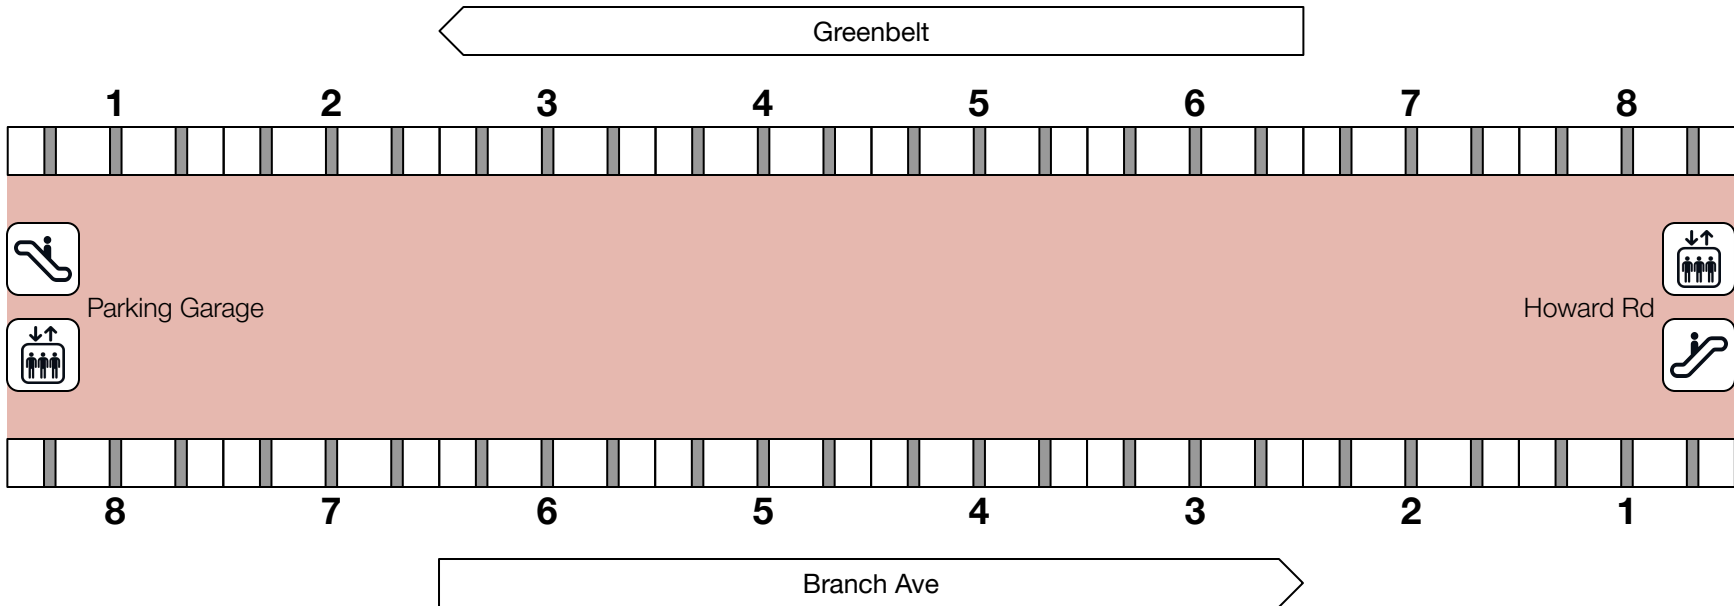 Greenbelt
1 2 3 4 5 6 7 8
Parking Garage
Howard Rd
8 7 6 5 4 3 2 1
Branch Ave